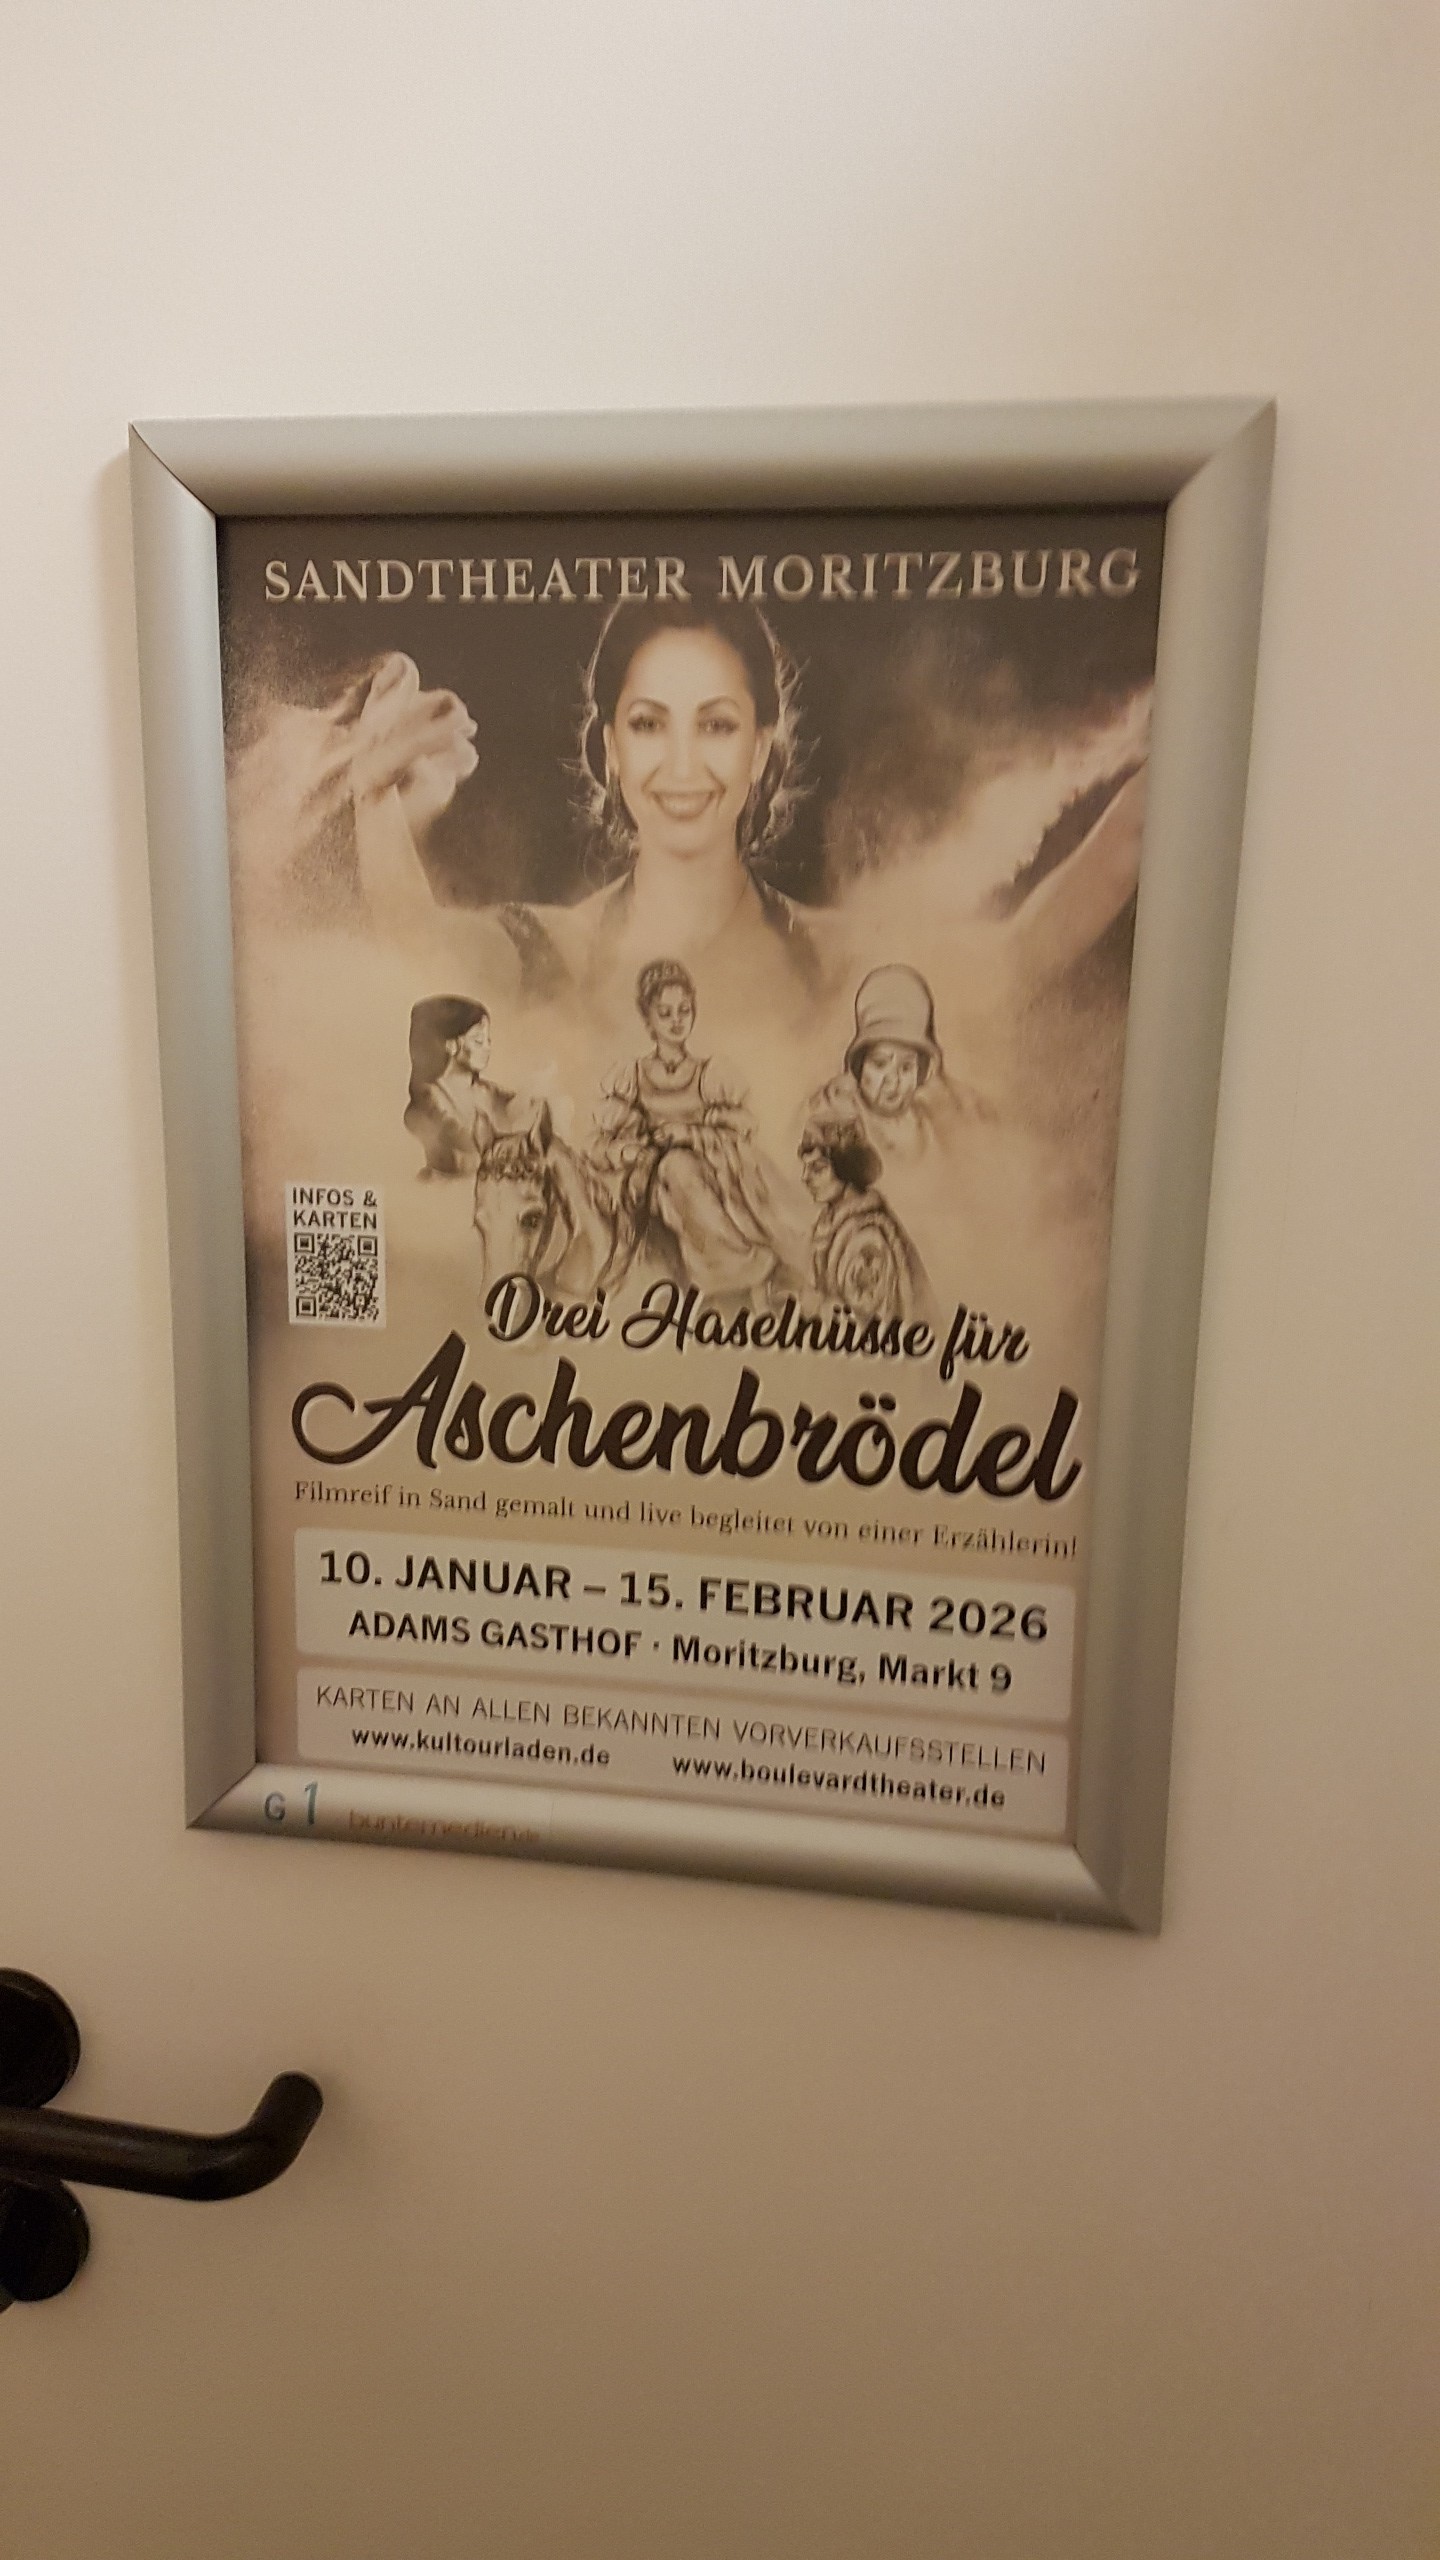 SANDTHEATER MORITZBURG
INFOS &
KARTEN
Drei Haselnüsse für
Aschenbrödel
Filmreif in Sand gemalt und live begleitet von einer Erzählerin!
10. JANUAR – 15. FEBRUAR 2026
ADAMS GASTHOF · Moritzburg, Markt 9
KARTEN AN ALLEN BEKANNTEN VORVERKAUFSSTELLEN
www.kultourladen.de www.boulevardtheater.de
G 1